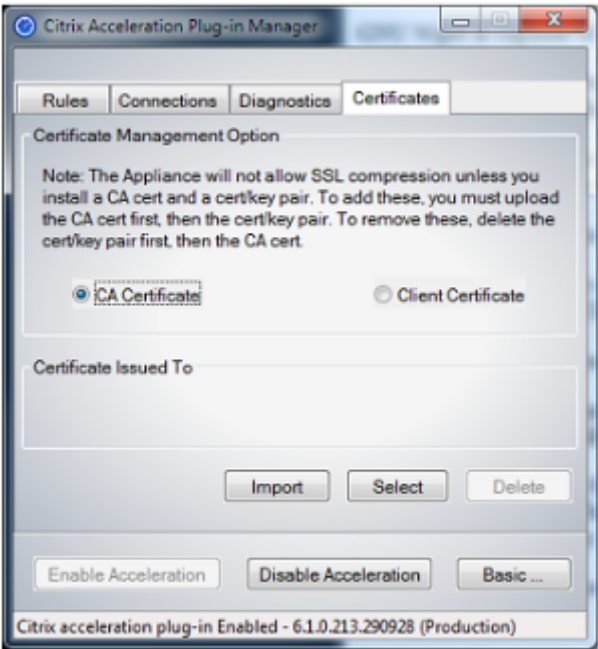 Citrix Acceleration Plug-in Manager
Rules Connections Diagnostics Certificates
Certificate Management Option
Note: The Appliance will not allow SSL compression unless you
install a CA cert and a cert/key pair. To add these, you must upload
the CA cert first, then the cert/key pair. To remove these, delete the
cert/key pair first, then the CA cert.
CA Certificate Client Certificate
Certificate Issued To
Import Select Delete
Enable Acceleration Disable Acceleration Basic ...
Citrix acceleration plug-in Enabled - 6.1.0.213.290928 (Production)